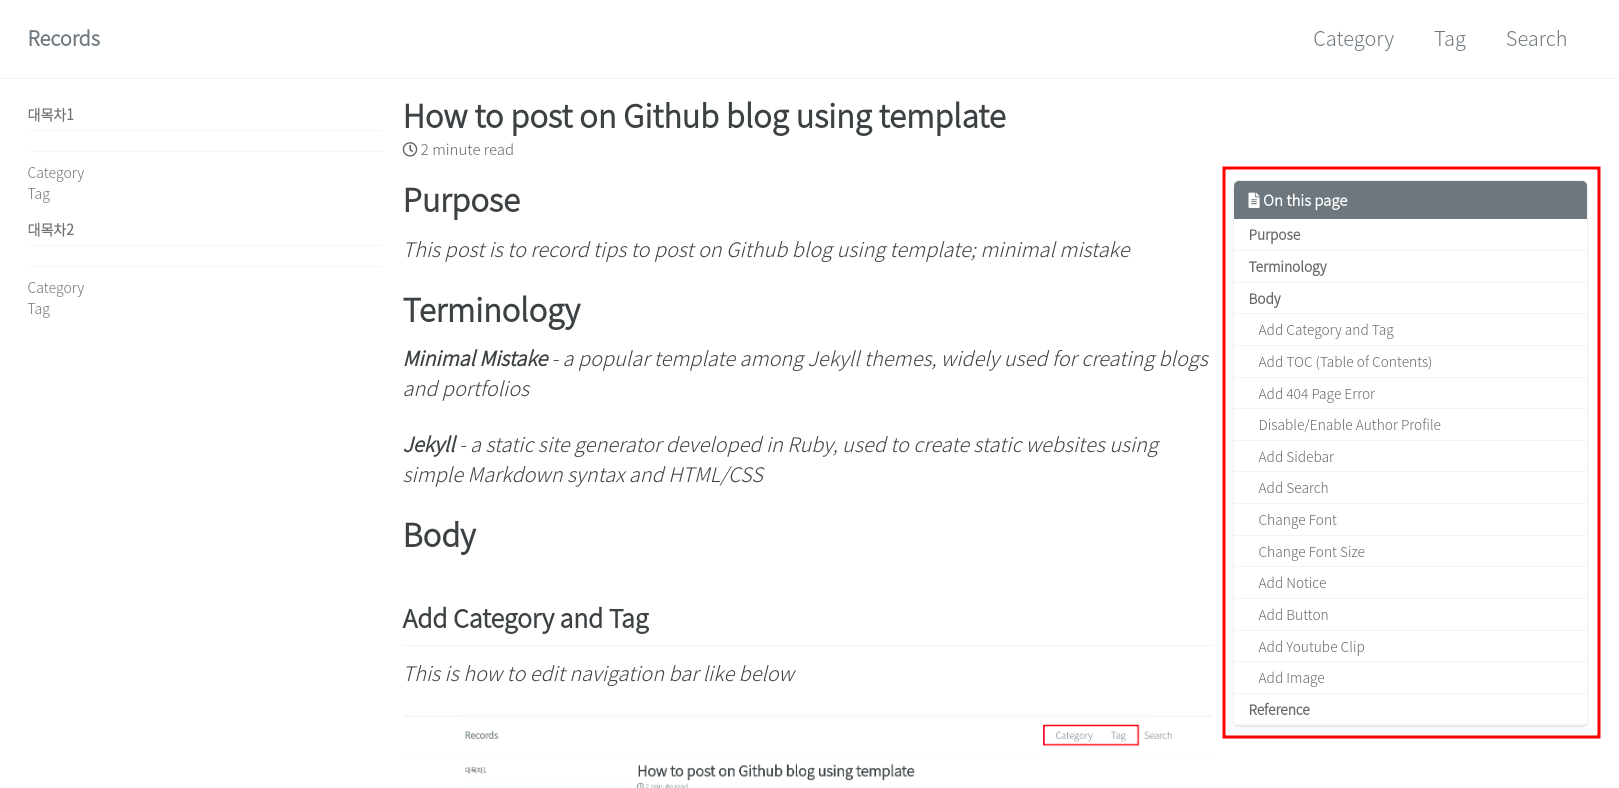 Records
Category
Tag
Search
대목차1
Category
Tag
대목차2
Category
Tag
How to post on Github blog using template
2 minute read
Purpose
This post is to record tips to post on Github blog using template; minimal mistake
Terminology
Minimal Mistake - a popular template among Jekyll themes, widely used for creating blogs
and portfolios
Jekyll - a static site generator developed in Ruby, used to create static websites using
simple Markdown syntax and HTML/CSS
Body
Add Category and Tag
This is how to edit navigation bar like below
Records
Category
Tag
Search
대목차1
How to post on Github blog using template
2 minute read
On this page
Purpose
Terminology
Body
Add Category and Tag
Add TOC (Table of Contents)
Add 404 Page Error
Disable/Enable Author Profile
Add Sidebar
Add Search
Change Font
Change Font Size
Add Notice
Add Button
Add Youtube Clip
Add Image
Reference